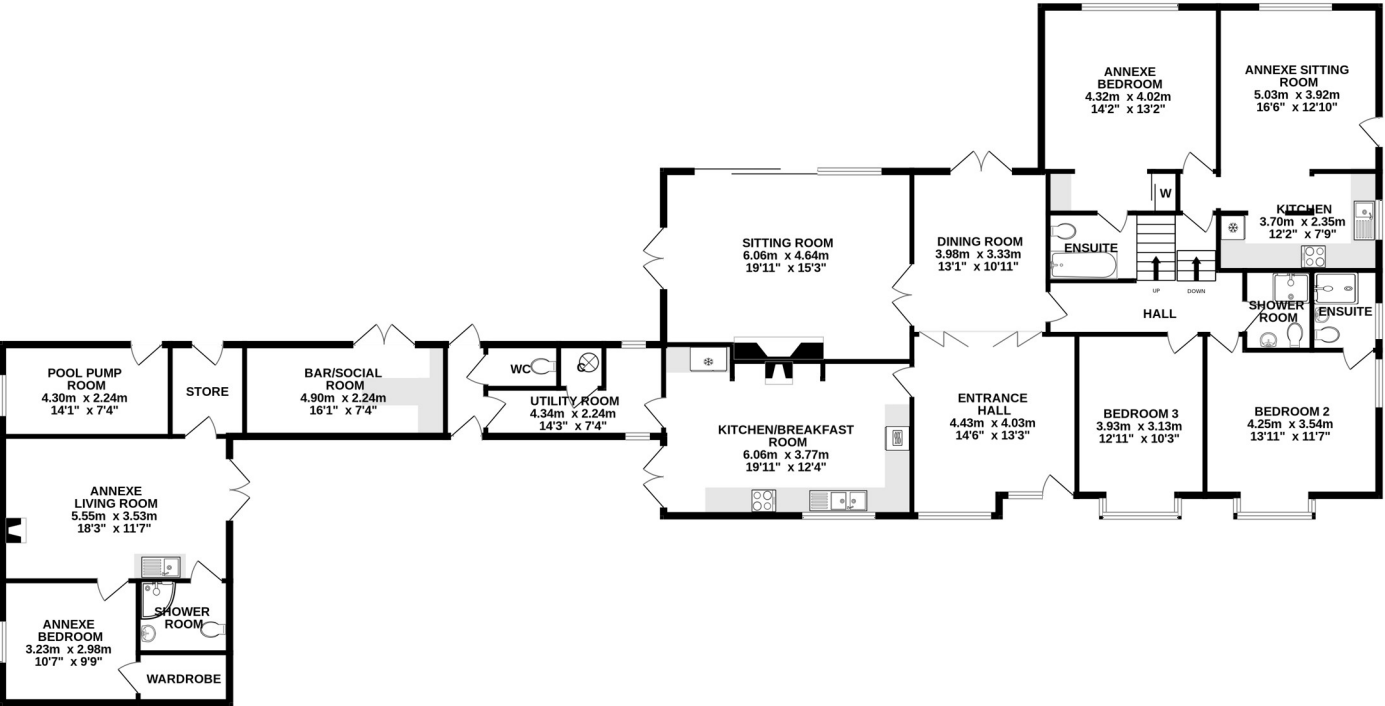 ANNEXE
BEDROOM
4.32m x 4.02m
14'2" x 13'2"
ANNEXE SITTING
ROOM
5.03m x 3.92m
16'6" x 12'10"
W
KITCHEN
3.70m x 2.35m
12'2" x 7'9"
ENSUITE
UP
DOWN
SITTING ROOM
6.06m x 4.64m
19'11" x 15'3"
DINING ROOM
3.98m x 3.33m
13'1" x 10'11"
HALL
SHOWER
ROOM
ENSUITE
POOL PUMP
ROOM
4.30m x 2.24m
14'1" x 7'4"
STORE
BAR/SOCIAL
ROOM
4.90m x 2.24m
16'1" x 7'4"
WC
C
UTILITY ROOM
4.34m x 2.24m
14'3" x 7'4"
KITCHEN/BREAKFAST
ROOM
6.06m x 3.77m
19'11" x 12'4"
ENTRANCE
HALL
4.43m x 4.03m
14'6" x 13'3"
BEDROOM 3
3.93m x 3.13m
12'11" x 10'3"
BEDROOM 2
4.25m x 3.54m
13'11" x 11'7"
ANNEXE
LIVING ROOM
5.55m x 3.53m
18'3" x 11'7"
ANNEXE
BEDROOM
3.23m x 2.98m
10'7" x 9'9"
SHOWER
ROOM
WARDROBE